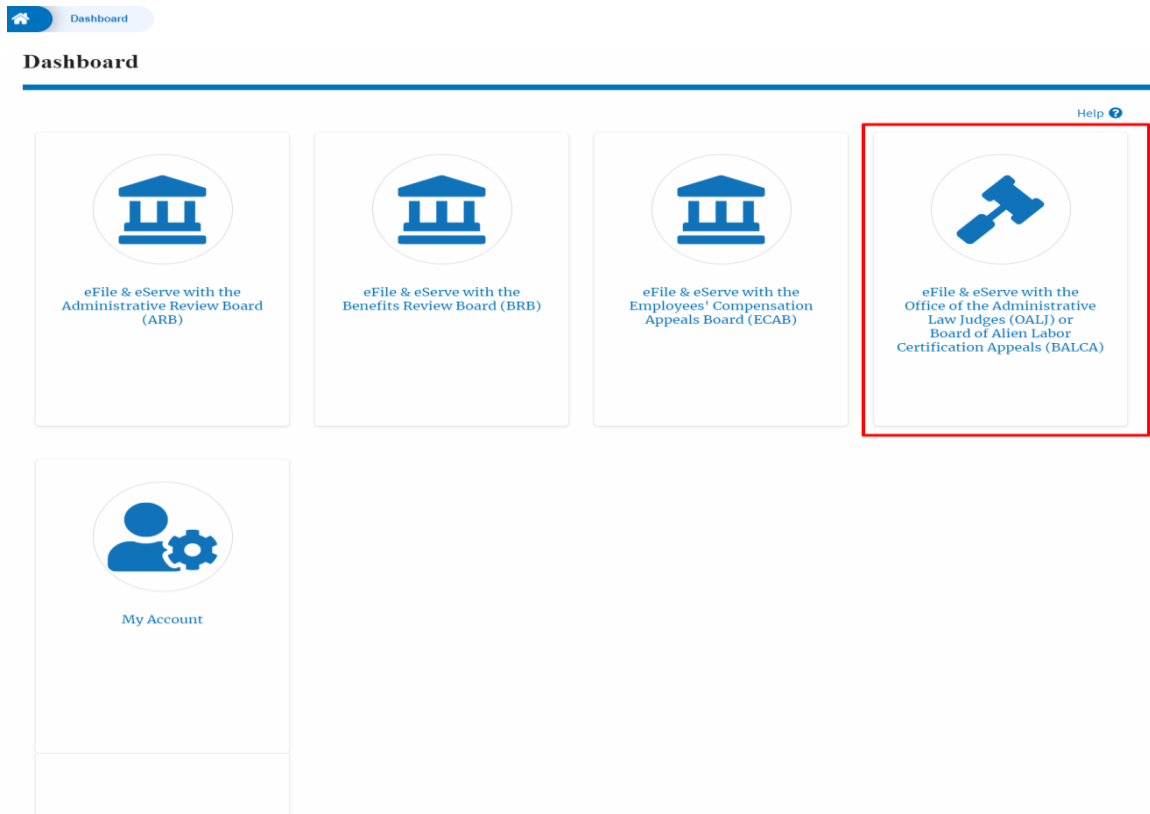 Dashboard
Dashboard
Help
eFile & eServe with the
Administrative Review Board
(ARB)
eFile & eServe with the
Benefits Review Board (BRB)
eFile & eServe with the
Employees' Compensation
Appeals Board (ECAB)
eFile & eServe with the
Office of the Administrative
Law Judges (OALJ) or
Board of Alien Labor
Certification Appeals (BALCA)
My Account